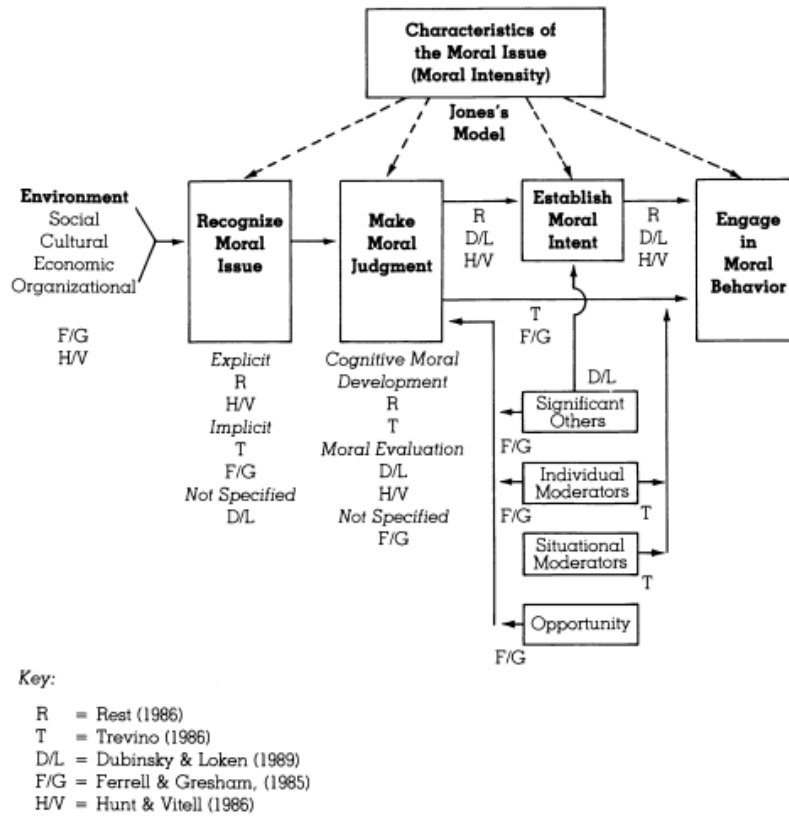 Characteristics of
the Moral Issue
(Moral Intensity)
Jones's
Model
Environment
Social
Cultural
Economic
Organizational
F/G
H/V
Recognize
Moral
Issue
Explicit
R
H/V
Implicit
T
F/G
Not Specified
D/L
Make
Moral
Judgment
Cognitive Moral
Development
R
T
Moral Evaluation
D/L
H/V
Not Specified
F/G
R
D/L
H/V
T
F/G
Establish
Moral
Intent
R
D/L
H/V
Engage
in
Moral
Behavior
D/L
Significant
Others
F/G
Individual
Moderators
F/G
T
Situational
Moderators
T
Opportunity
F/G
Key:
R = Rest (1986)
T = Trevino (1986)
D/L = Dubinsky & Loken (1989)
F/G = Ferrell & Gresham, (1985)
H/V = Hunt & Vitell (1986)